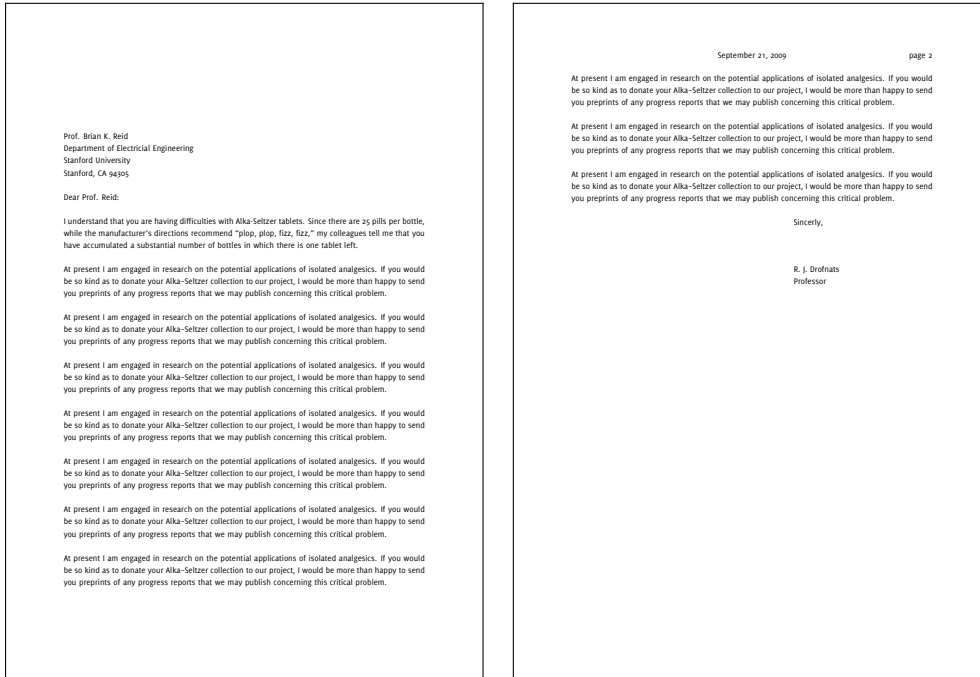 Prof. Brian K. Reid
Department of Electricial Engineering
Stanford University
Stanford, CA 94305
Dear Prof. Reid:
I understand that you are having difficulties with Alka-Seltzer tablets. Since there are 25 pills per bottle,
while the manufacturer's directions recommend “plop, plop, fizz, fizz,” my colleagues tell me that you
have accumulated a substantial number of bottles in which there is one tablet left.
At present I am engaged in research on the potential applications of isolated analgesics. If you would
be so kind as to donate your Alka-Seltzer collection to our project, I would be more than happy to send
you preprints of any progress reports that we may publish concerning this critical problem.
At present I am engaged in research on the potential applications of isolated analgesics. If you would
be so kind as to donate your Alka-Seltzer collection to our project, I would be more than happy to send
you preprints of any progress reports that we may publish concerning this critical problem.
At present I am engaged in research on the potential applications of isolated analgesics. If you would
be so kind as to donate your Alka-Seltzer collection to our project, I would be more than happy to send
you preprints of any progress reports that we may publish concerning this critical problem.
At present I am engaged in research on the potential applications of isolated analgesics. If you would
be so kind as to donate your Alka-Seltzer collection to our project, I would be more than happy to send
you preprints of any progress reports that we may publish concerning this critical problem.
At present I am engaged in research on the potential applications of isolated analgesics. If you would
be so kind as to donate your Alka-Seltzer collection to our project, I would be more than happy to send
you preprints of any progress reports that we may publish concerning this critical problem.
At present I am engaged in research on the potential applications of isolated analgesics. If you would
be so kind as to donate your Alka-Seltzer collection to our project, I would be more than happy to send
you preprints of any progress reports that we may publish concerning this critical problem.
At present I am engaged in research on the potential applications of isolated analgesics. If you would
be so kind as to donate your Alka-Seltzer collection to our project, I would be more than happy to send
you preprints of any progress reports that we may publish concerning this critical problem.
September 21, 2009 page 2
At present I am engaged in research on the potential applications of isolated analgesics. If you would
be so kind as to donate your Alka-Seltzer collection to our project, I would be more than happy to send
you preprints of any progress reports that we may publish concerning this critical problem.
At present I am engaged in research on the potential applications of isolated analgesics. If you would
be so kind as to donate your Alka-Seltzer collection to our project, I would be more than happy to send
you preprints of any progress reports that we may publish concerning this critical problem.
At present I am engaged in research on the potential applications of isolated analgesics. If you would
be so kind as to donate your Alka-Seltzer collection to our project, I would be more than happy to send
you preprints of any progress reports that we may publish concerning this critical problem.
Sincerly,
R. J. Drofnats
Professor